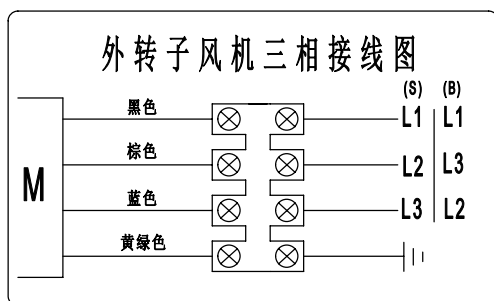 外转子风机三相接线图
(S) (B)
黑色 L1 L1
棕色 L2 L3
M
蓝色 L3 L2
黄绿色